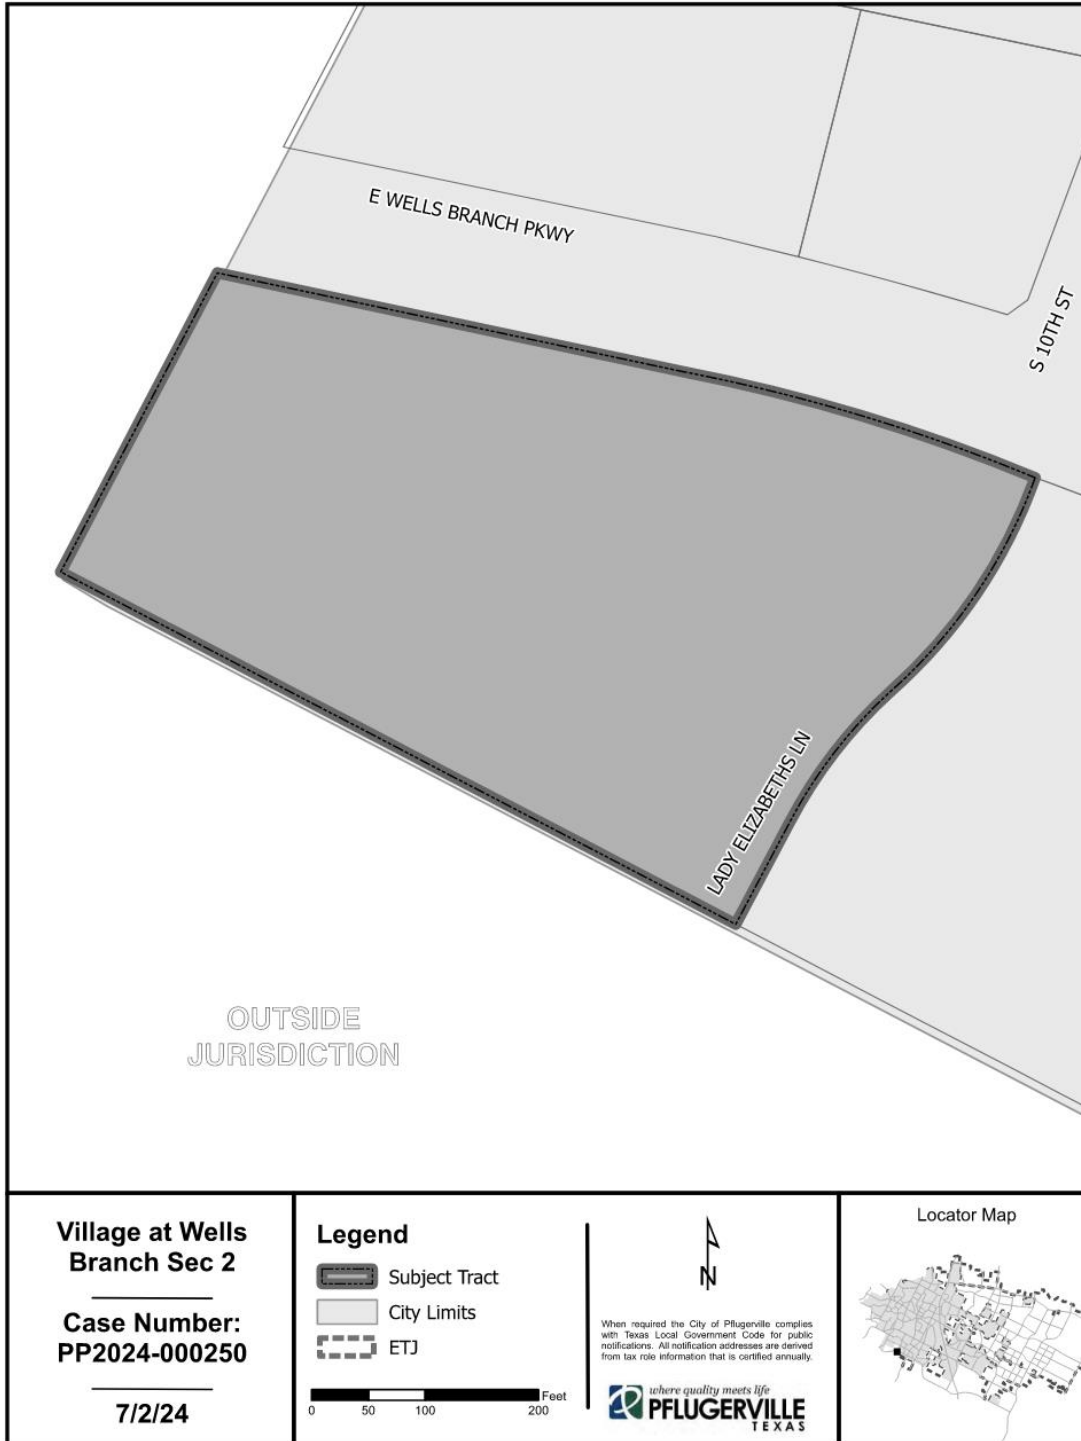 E WELLS BRANCH PKWY
S 10TH ST
LADY ELIZABETHS LN
OUTSIDE
JURISDICTION
Village at Wells
Branch Sec 2
Case Number:
PP2024-000250
7/2/24
Legend
Subject Tract
City Limits
ETJ
Feet
0 50 100 200
N
When required the City of Pflugerville complies
with Texas Local Government Code for public
notifications. All notification addresses are derived
from tax role information that is certified annually.
where quality meets life
PFLUGERVILLE
TEXAS
Locator Map